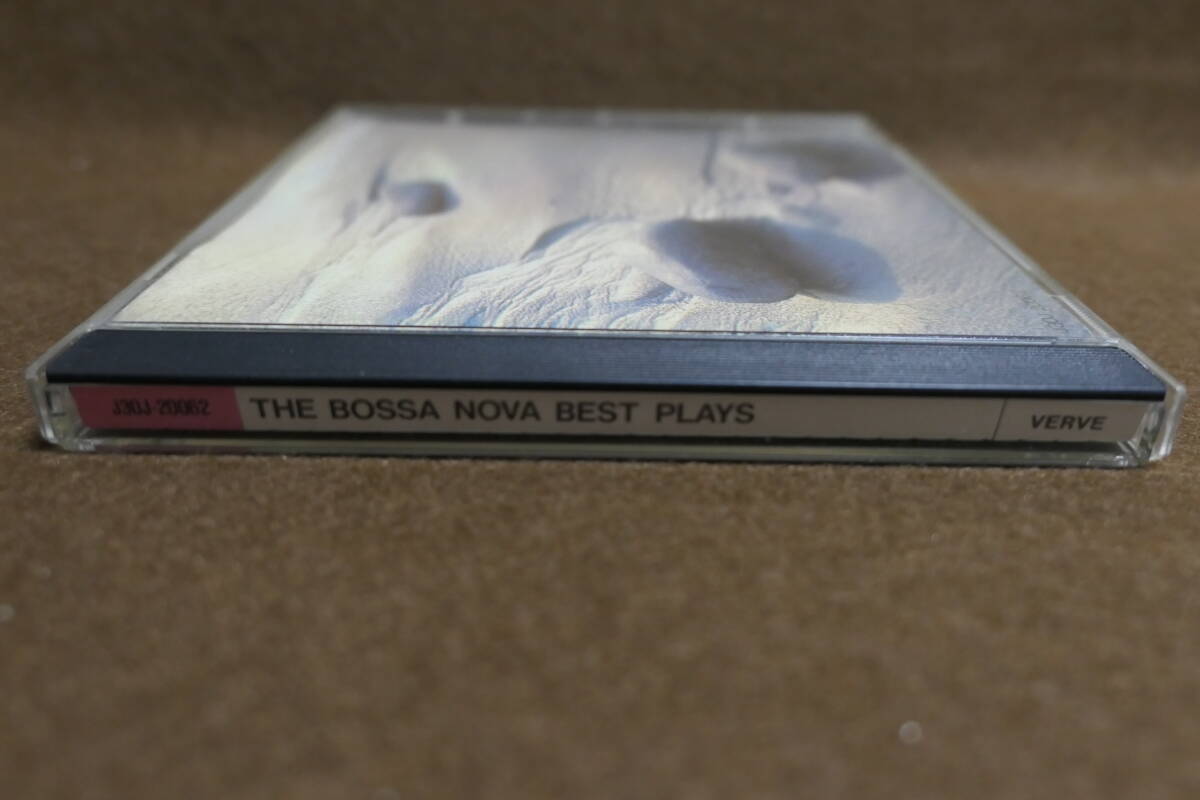 J30J-20062 THE BOSSA NOVA BEST PLAYS VERVE